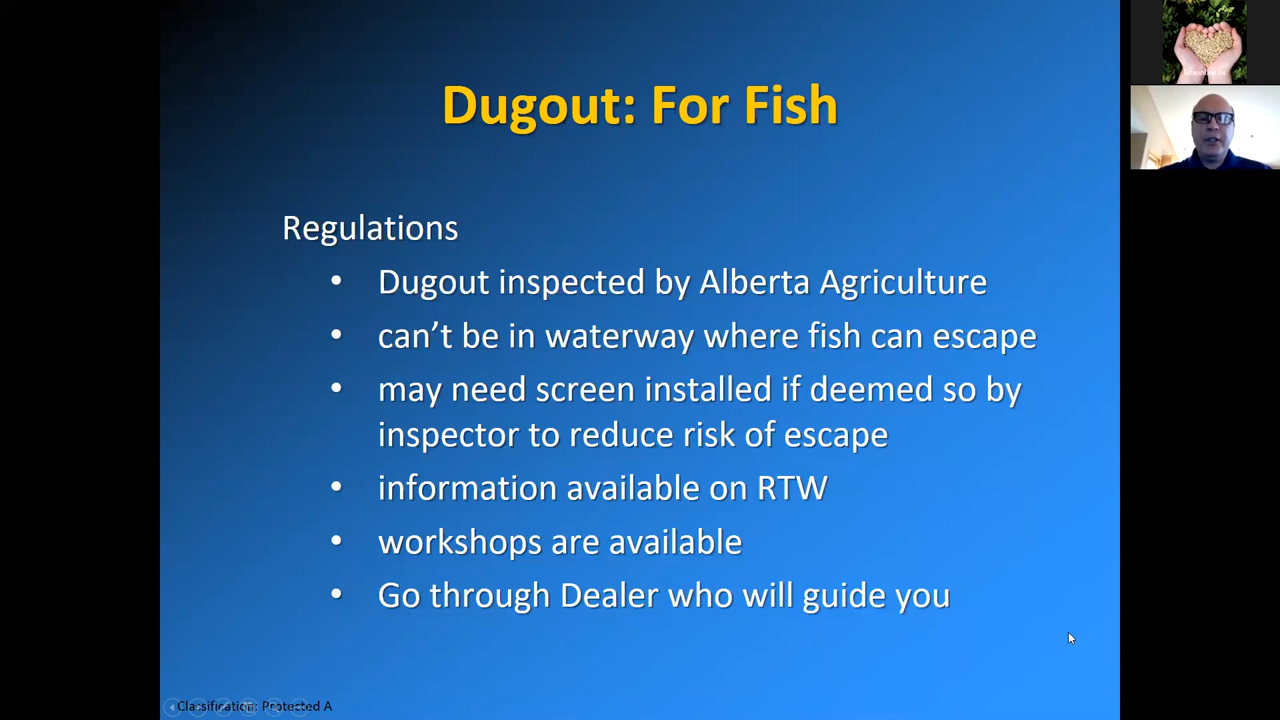 Dugout: For Fish
Regulations
• Dugout inspected by Alberta Agriculture
• can’t be in waterway where fish can escape
• may need screen installed if deemed so by
inspector to reduce risk of escape
• information available on RTW
• workshops are available
• Go through Dealer who will guide you
Classification: Protected A